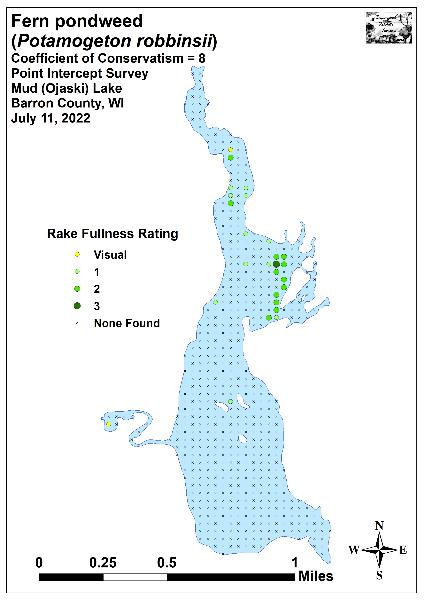 Fern pondweed
(Potamogeton robbinsii)
Coefficient of Conservatism = 8
Point Intercept Survey
Mud (Ojaski) Lake
Barron County, WI
July 11, 2022
Rake Fullness Rating
Visual
1
2
3
None Found
N
W E
S
0 0.25 0.5 1
Miles